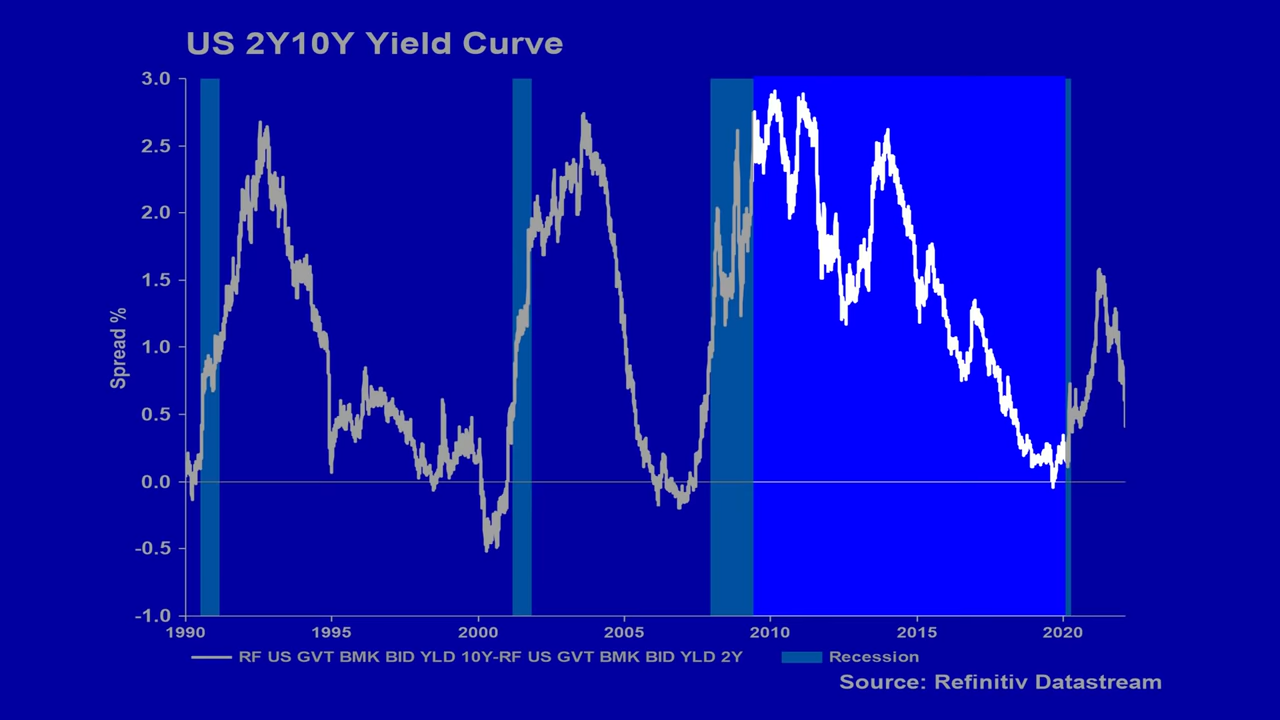 US 2Y10Y Yield Curve
3.0
2.5
2.0
1.5
1.0
0.5
0.0
-0.5
-1.0
Spread %
1990 1995 2000 2005 2010 2015 2020
RF US GVT BMK BID YLD 10Y-RF US GVT BMK BID YLD 2Y Recession
Source: Refinitiv Datastream